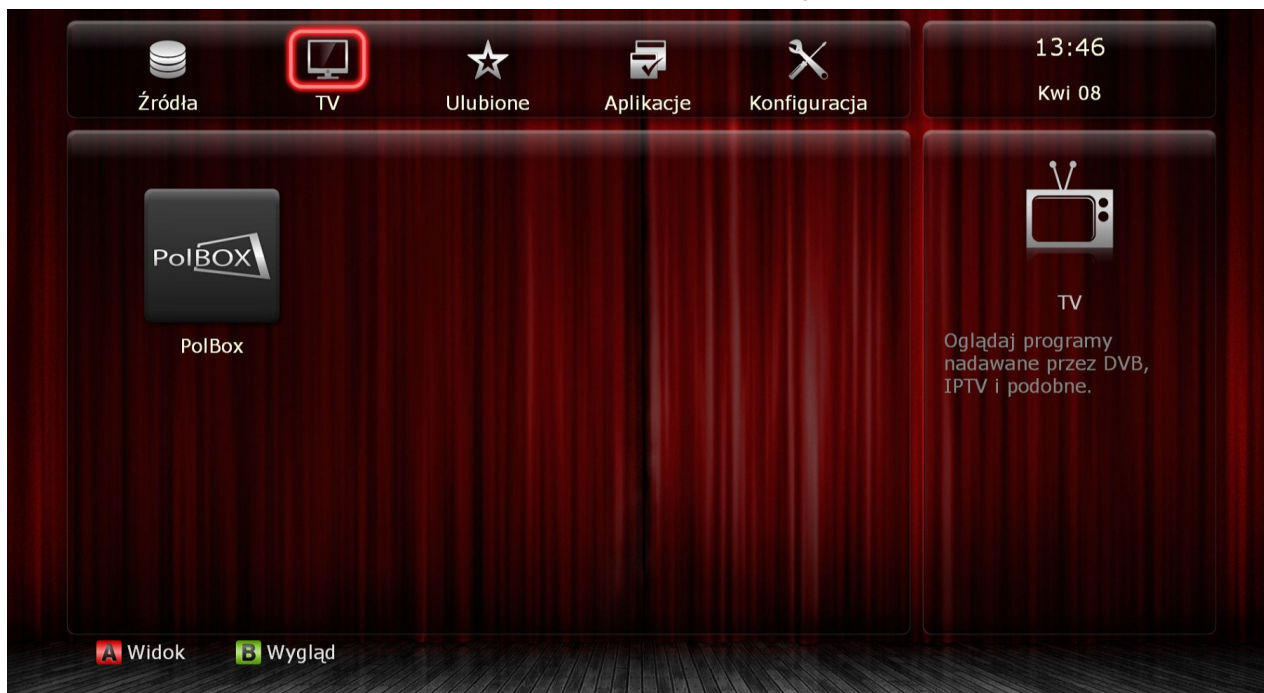 Źródła
TV
Ulubione
Aplikacje
Konfiguracja
13:46
Kwi 08
PolBOX
PolBox
TV
Oglądaj programy
nadawane przez DVB,
IPTV i podobne.
A Widok
B Wygląd